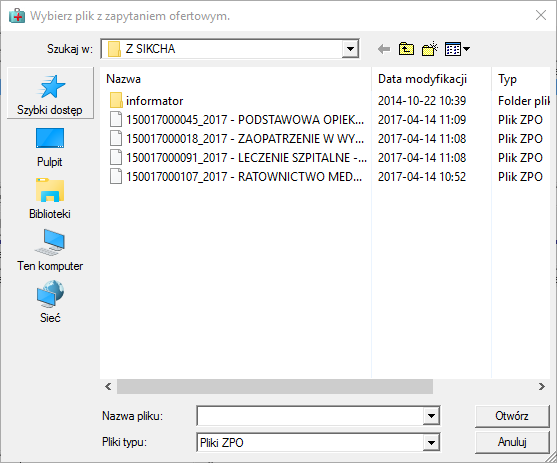 Wybierz plik z zapytaniem ofertowym.
Szukaj w: Z SIKCHA
Nazwa Data modyfikacji Typ
informator 2014-10-22 10:39 Folder plik
150017000045_2017 - PODSTAWOWA OPIEK... 2017-04-14 11:09 Plik ZPO
150017000018_2017 - ZAOPATRZENIE W WY... 2017-04-14 11:08 Plik ZPO
150017000091_2017 - LECZENIE SZPITALNE -... 2017-04-14 11:08 Plik ZPO
150017000107_2017 - RATOWNICTWO MED... 2017-04-14 10:52 Plik ZPO
Szybki dostęp
Pulpit
Biblioteki
Ten komputer
Sieć
Nazwa pliku: Otwórz
Pliki typu: Pliki ZPO Anuluj